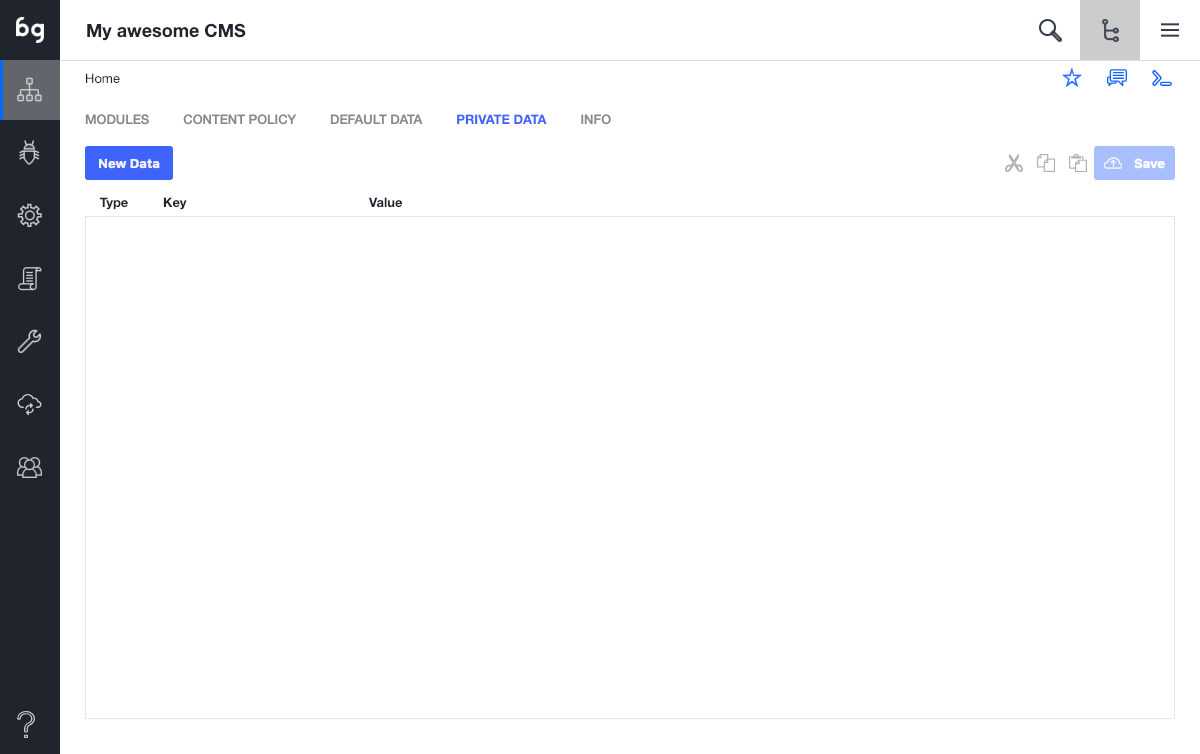 bg
My awesome CMS
Home
MODULES CONTENT POLICY DEFAULT DATA PRIVATE DATA INFO
New Data
Save
Type Key Value